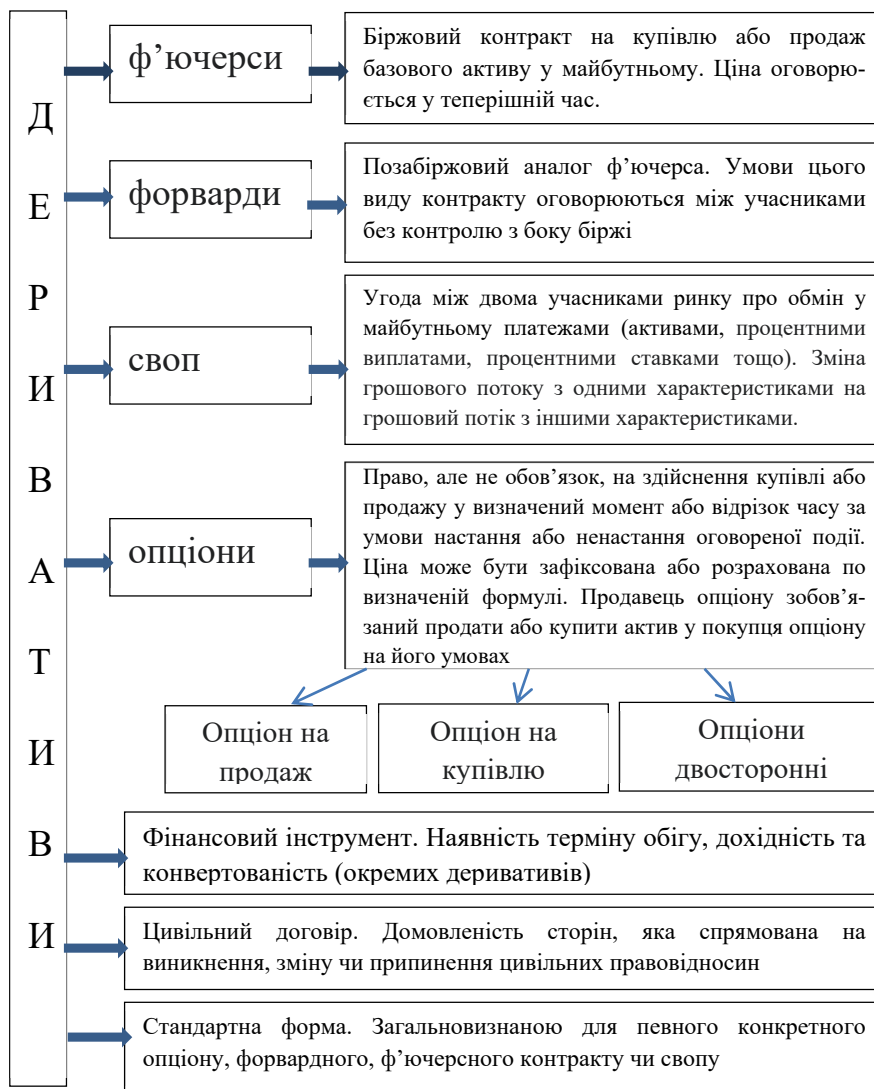 ДЕРИВАТИВИ
ф’ючерси
Біржовий контракт на купівлю або продаж
базового активу у майбутньому. Ціна оговорю-
ється у теперішній час.
форварди
Позабіржовий аналог ф’ючерса. Умови цього
виду контракту оговорюються між учасниками
без контролю з боку біржі
своп
Угода між двома учасниками ринку про обмін у
майбутньому платежами (активами, процентними
виплатами, процентними ставками тощо). Зміна
грошового потоку з одними характеристиками на
грошовий потік з іншими характеристиками.
опціони
Право, але не обов’язок, на здійснення купівлі або
продажу у визначений момент або відрізок часу за
умови настання або ненастання оговореної події.
Ціна може бути зафіксована або розрахована по
визначеній формулі. Продавець опціону зобов’я-
заний продати або купити актив у покупця опціону
на його умовах
Опціон на
продаж
Опціон на
купівлю
Опціони
двосторонні
Фінансовий інструмент. Наявність терміну обігу, дохідність та
конвертованість (окремих деривативів)
Цивільний договір. Домовленість сторін, яка спрямована на
виникнення, зміну чи припинення цивільних правовідносин
Стандартна форма. Загальновизнаною для певного конкретного
опціону, форвардного, ф’ючерсного контракту чи свопу